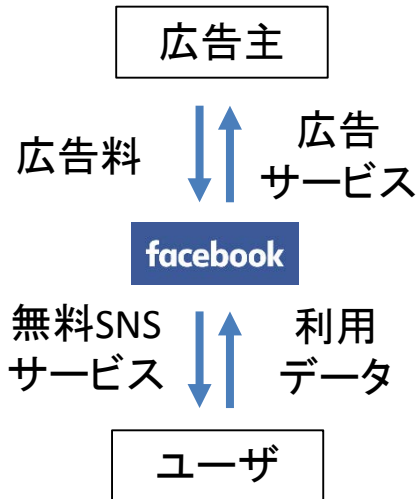 広告主
広告料
広告
サービス
facebook
無料SNS
サービス
利用
データ
ユーザ